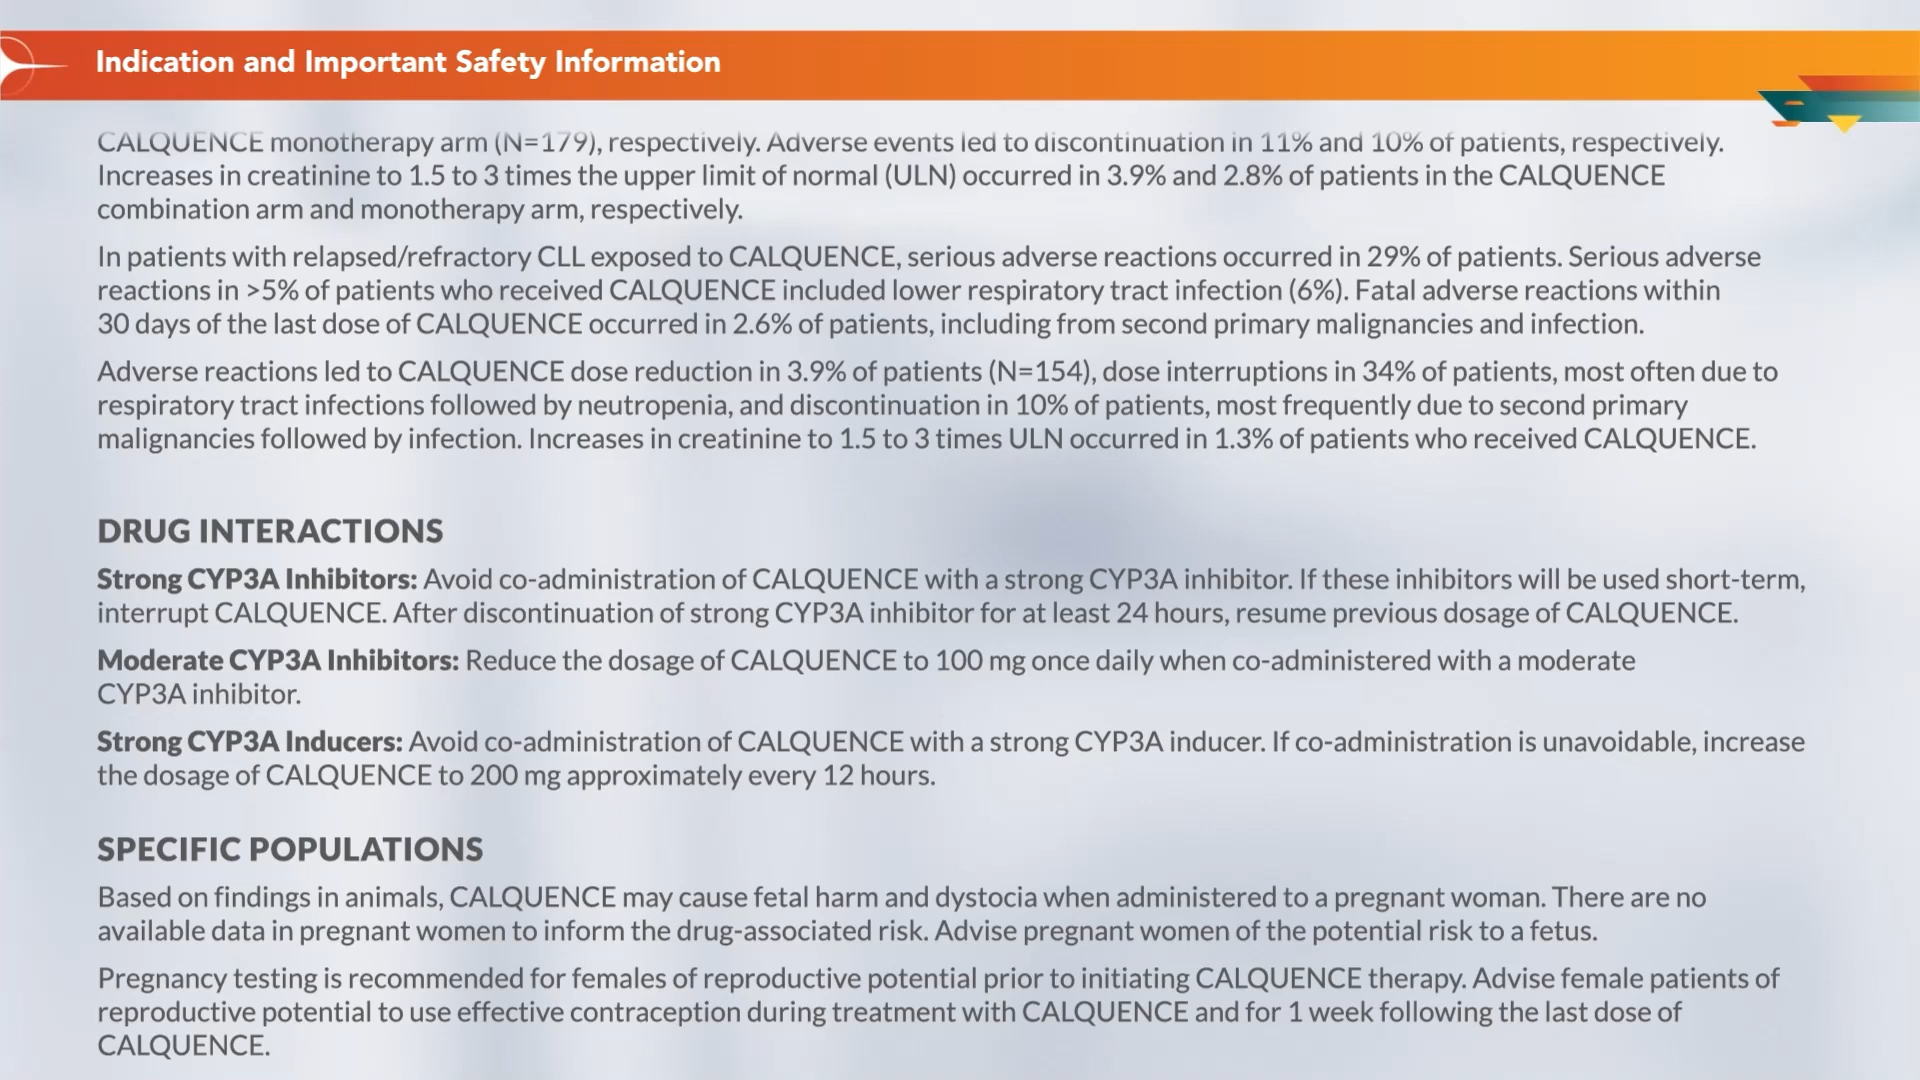 Indication and Important Safety Information
CALQUENCE monotherapy arm (N=179), respectively. Adverse events led to discontinuation in 11% and 10% of patients, respectively.
Increases in creatinine to 1.5 to 3 times the upper limit of normal (ULN) occurred in 3.9% and 2.8% of patients in the CALQUENCE
combination arm and monotherapy arm, respectively.
In patients with relapsed/refractory CLL exposed to CALQUENCE, serious adverse reactions occurred in 29% of patients. Serious adverse
reactions in >5% of patients who received CALQUENCE included lower respiratory tract infection (6%). Fatal adverse reactions within
30 days of the last dose of CALQUENCE occurred in 2.6% of patients, including from second primary malignancies and infection.
Adverse reactions led to CALQUENCE dose reduction in 3.9% of patients (N=154), dose interruptions in 34% of patients, most often due to
respiratory tract infections followed by neutropenia, and discontinuation in 10% of patients, most frequently due to second primary
malignancies followed by infection. Increases in creatinine to 1.5 to 3 times ULN occurred in 1.3% of patients who received CALQUENCE.
DRUG INTERACTIONS
Strong CYP3A Inhibitors: Avoid co-administration of CALQUENCE with a strong CYP3A inhibitor. If these inhibitors will be used short-term,
interrupt CALQUENCE. After discontinuation of strong CYP3A inhibitor for at least 24 hours, resume previous dosage of CALQUENCE.
Moderate CYP3A Inhibitors: Reduce the dosage of CALQUENCE to 100 mg once daily when co-administered with a moderate
CYP3A inhibitor.
Strong CYP3A Inducers: Avoid co-administration of CALQUENCE with a strong CYP3A inducer. If co-administration is unavoidable, increase
the dosage of CALQUENCE to 200 mg approximately every 12 hours.
SPECIFIC POPULATIONS
Based on findings in animals, CALQUENCE may cause fetal harm and dystocia when administered to a pregnant woman. There are no
available data in pregnant women to inform the drug-associated risk. Advise pregnant women of the potential risk to a fetus.
Pregnancy testing is recommended for females of reproductive potential prior to initiating CALQUENCE therapy. Advise female patients of
reproductive potential to use effective contraception during treatment with CALQUENCE and for 1 week following the last dose of
CALQUENCE.